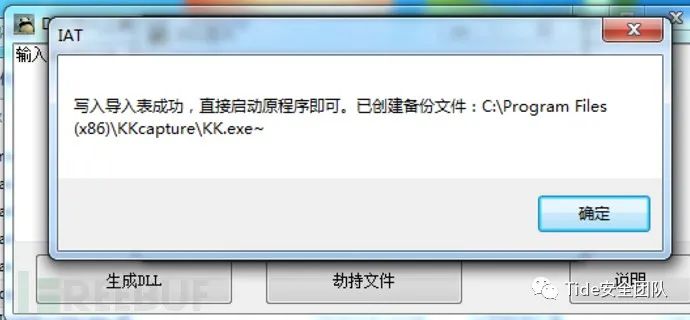 D
IAT
输入
写入导入表成功，直接启动原程序即可。已创建备份文件：C:\Program Files
(x86)\KKcapture\KK.exe~
确定
生成DLL
劫持文件
说明
REEBUF
Tide安全团队